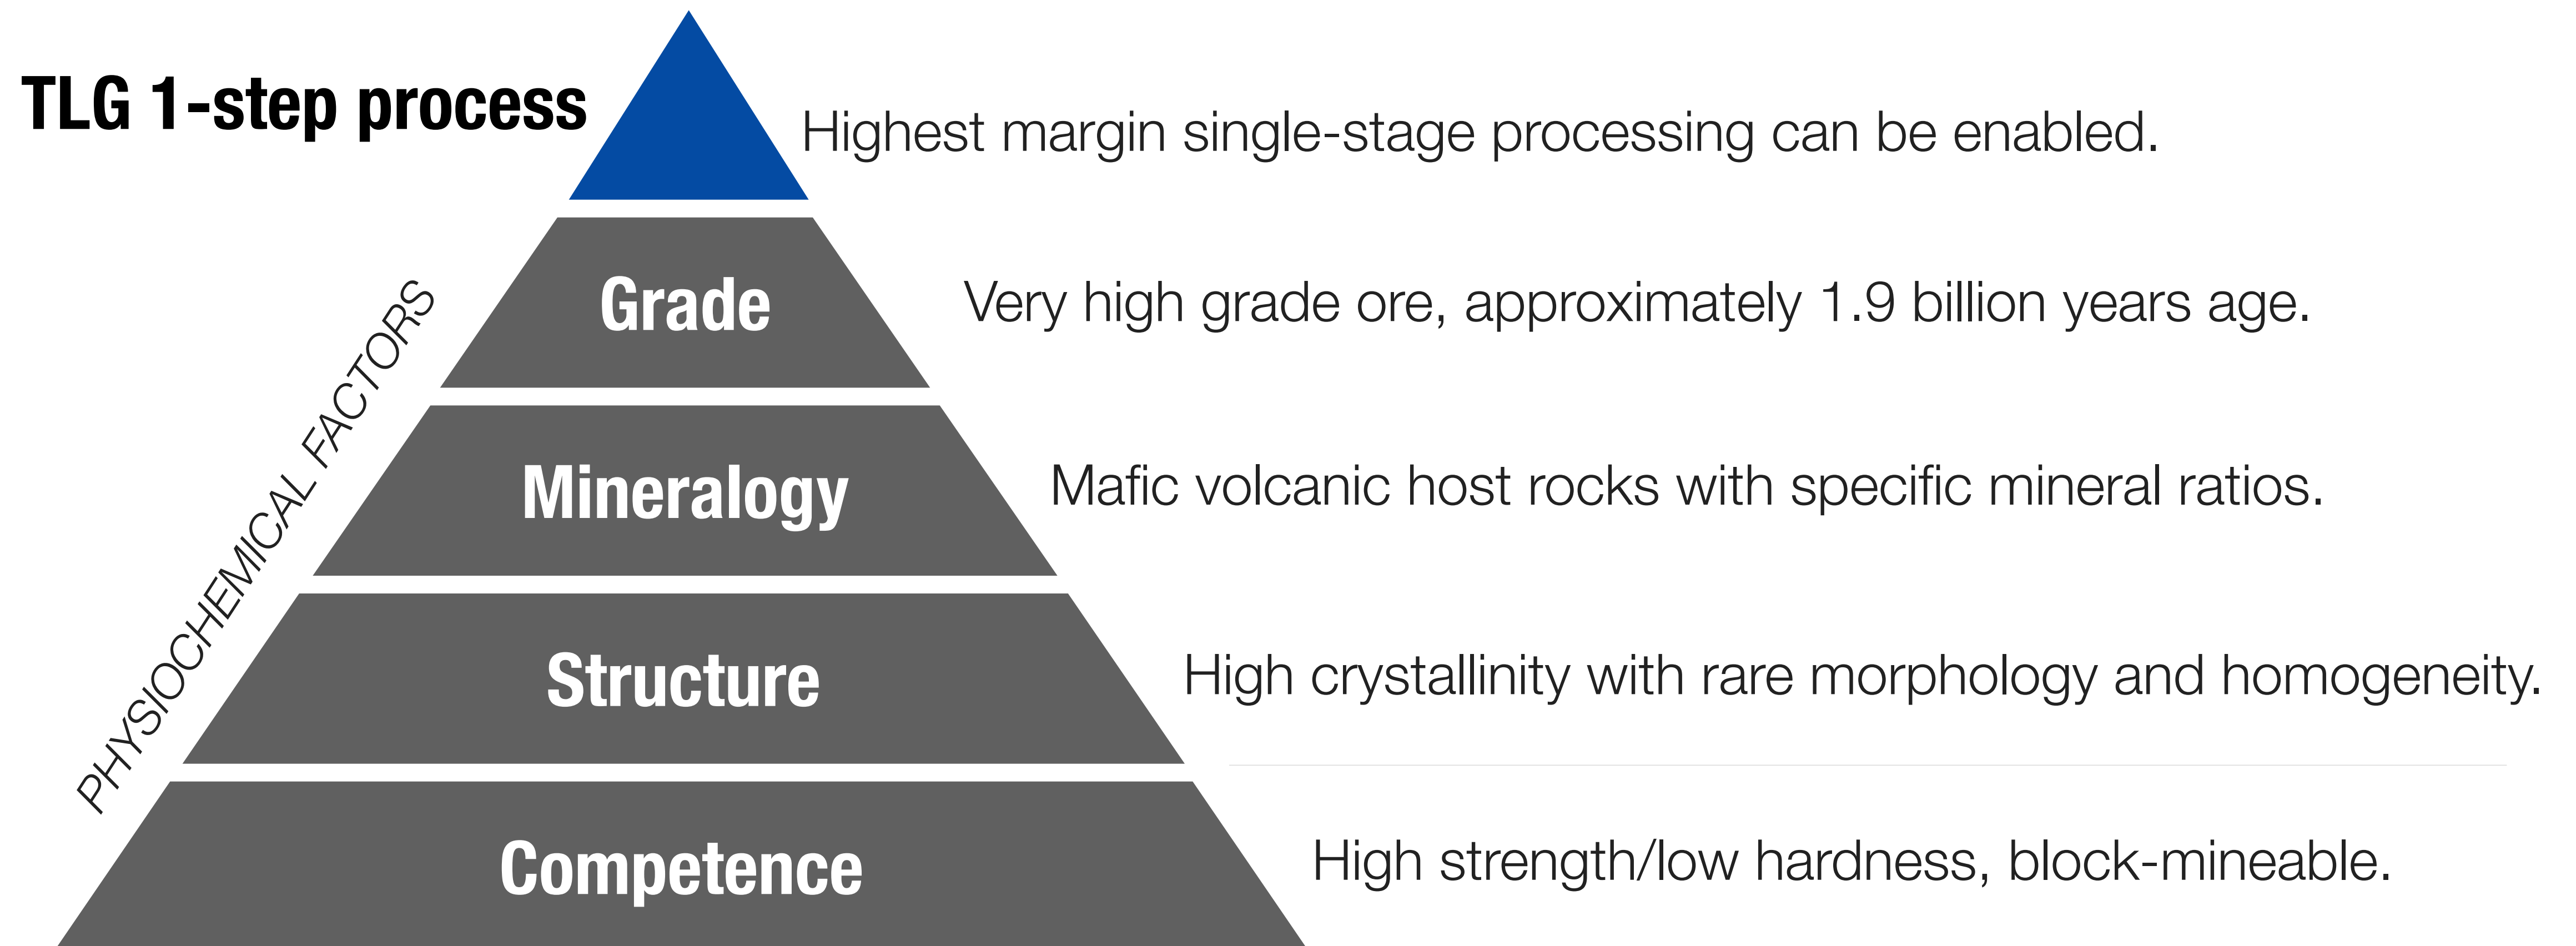 TLG 1-step process
Highest margin single-stage processing can be enabled.
PHYSIOCHEMICAL FACTORS
Grade
Very high grade ore, approximately 1.9 billion years age.
Mineralogy
Mafic volcanic host rocks with specific mineral ratios.
Structure
High crystallinity with rare morphology and homogeneity.
Competence
High strength/low hardness, block-mineable.